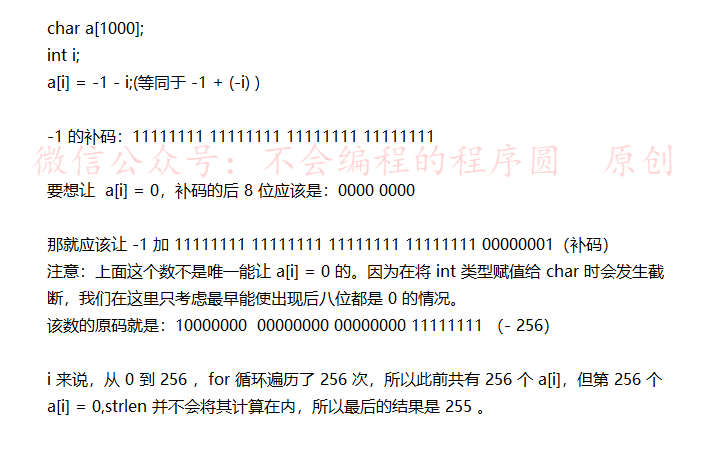 char a[1000];
int i;
a[i] = -1 - i;(等同于 -1 + (-i) )
-1 的补码：11111111 11111111 11111111 11111111
微信公众号：不会编程的程序圆 原创
要想让 a[i] = 0，补码的后 8 位应该是：0000 0000
那就应该让 -1 加 11111111 11111111 11111111 11111111 00000001（补码）
注意：上面这个数不是唯一能让 a[i] = 0 的。因为在将 int 类型赋值给 char 时会发生截
断，我们在这里只考虑最早能使出现后八位都是 0 的情况。
该数的原码就是：10000000 00000000 00000000 11111111 （- 256）
i 来说，从 0 到 256 ，for 循环遍历了 256 次，所以此前共有 256 个 a[i]，但第 256 个
a[i] = 0,strlen 并不会将其计算在内，所以最后的结果是 255 。